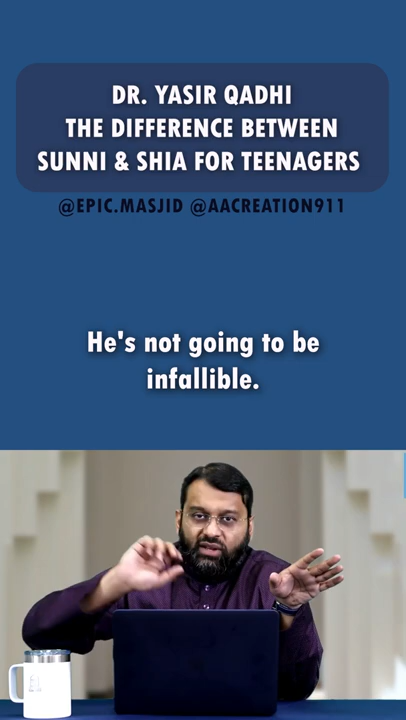 DR. YASIR QADHI
THE DIFFERENCE BETWEEN
SUNNI & SHIA FOR TEENAGERS
@EPIC.MASJID @AACREATION911
He's not going to be
infallible.